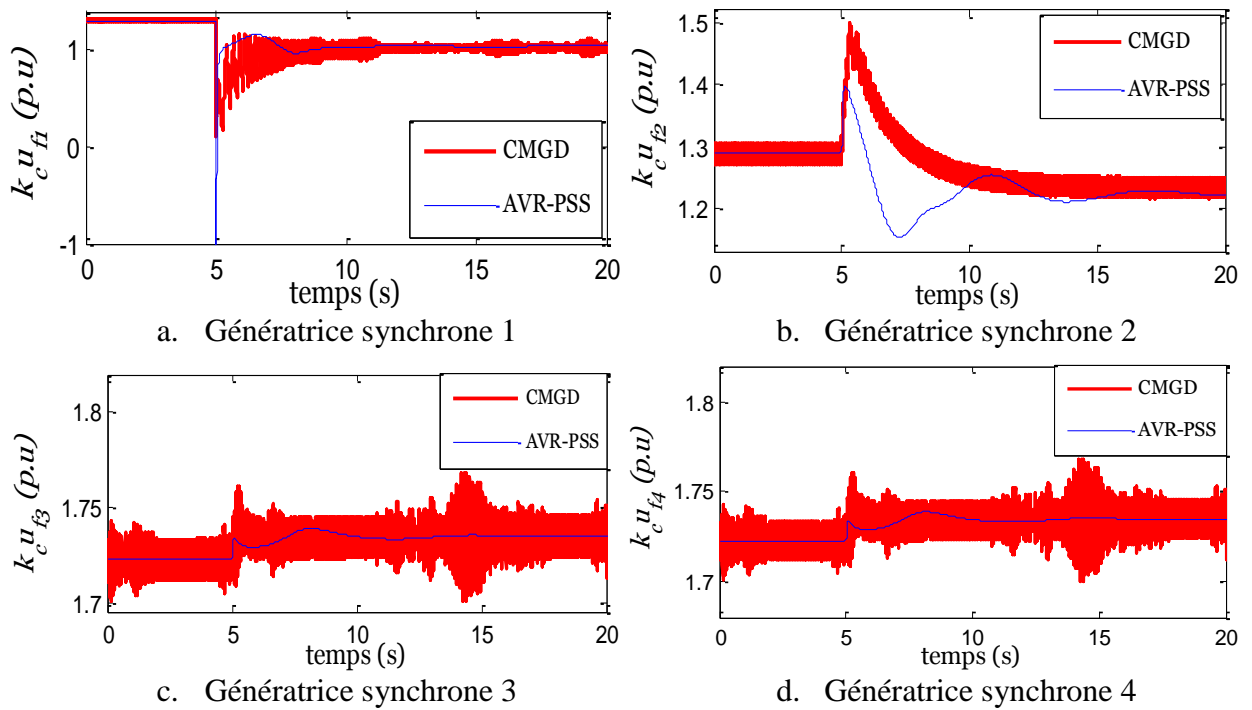 k_c u_f1 (p.u)
1
0
-1
CMGD
AVR-PSS
0
5
10
15
20
temps (s)
a. Génératrice synchrone 1
k_c u_f2 (p.u)
1.5
1.4
1.3
1.2
CMGD
AVR-PSS
0
5
10
15
20
temps (s)
b. Génératrice synchrone 2
k_c u_f3 (p.u)
1.8
1.75
1.7
CMGD
AVR-PSS
0
5
10
15
20
temps (s)
c. Génératrice synchrone 3
k_c u_f4 (p.u)
1.8
1.75
1.7
CMGD
AVR-PSS
0
5
10
15
20
temps (s)
d. Génératrice synchrone 4